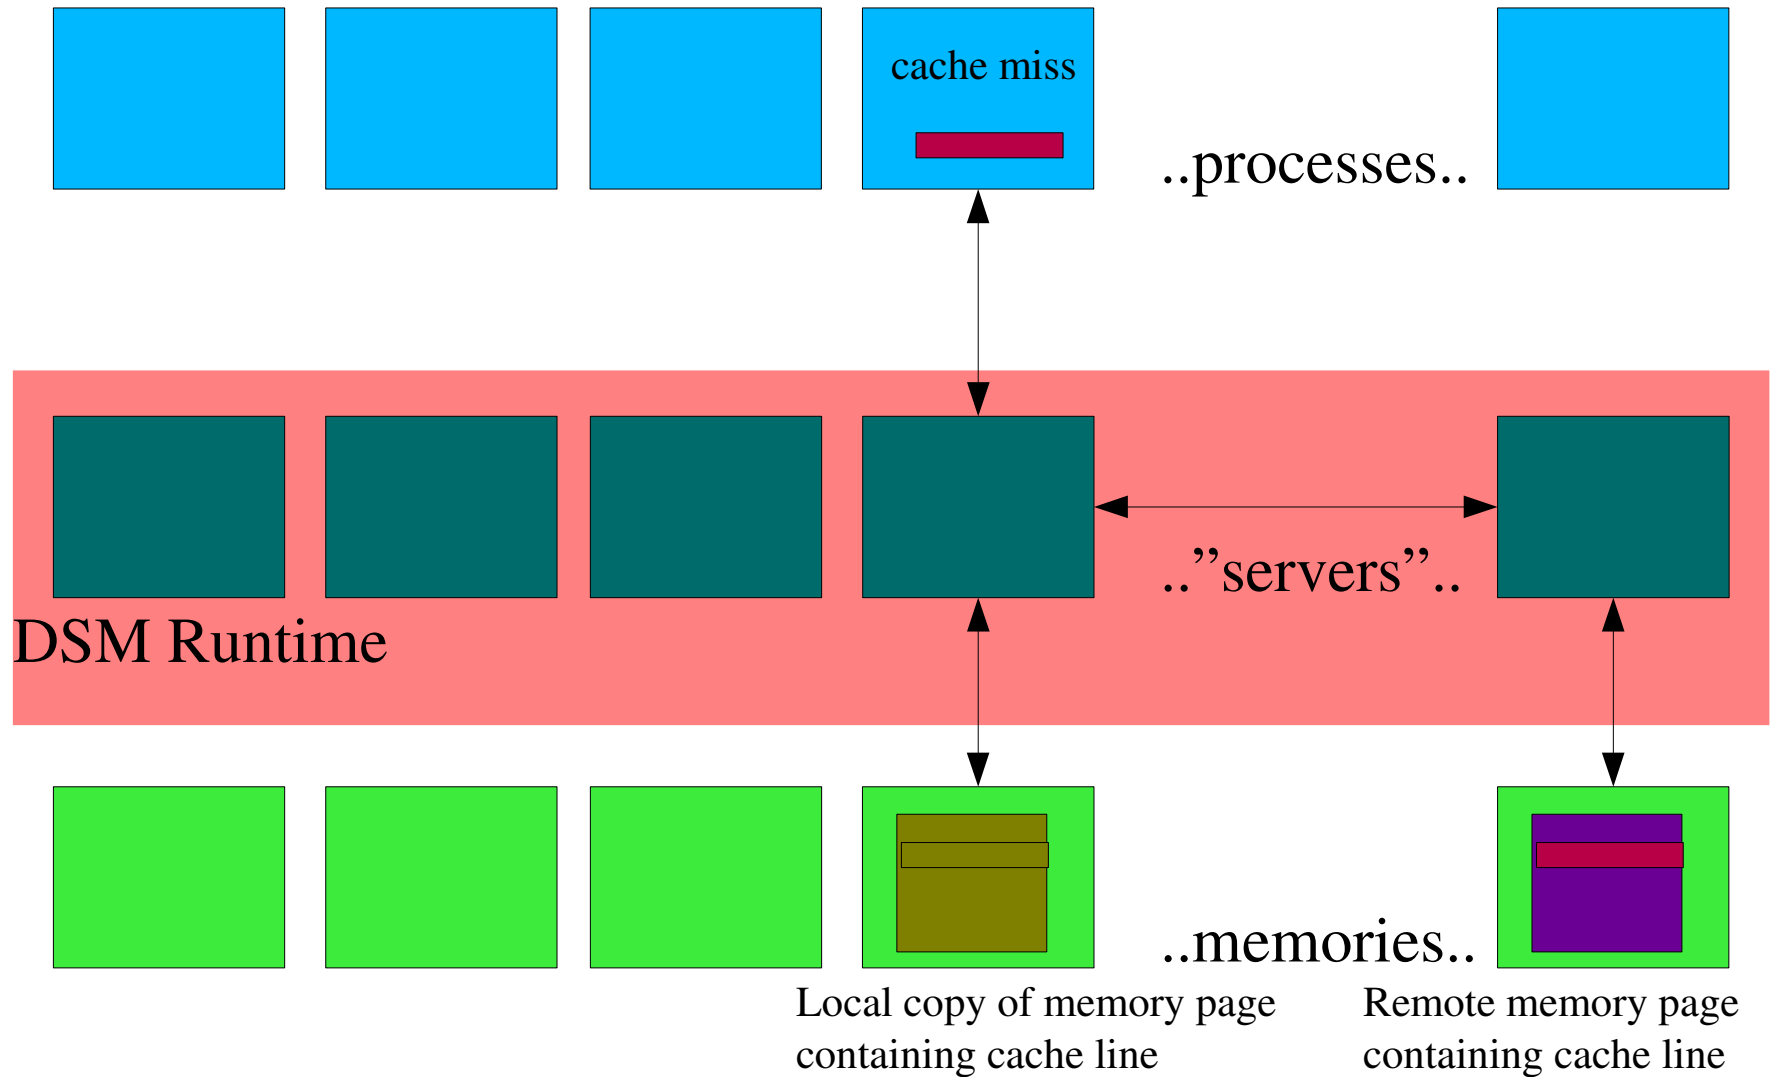 cache miss
..processes..
..”servers”..
DSM Runtime
..memories..
Local copy of memory page
containing cache line
Remote memory page
containing cache line